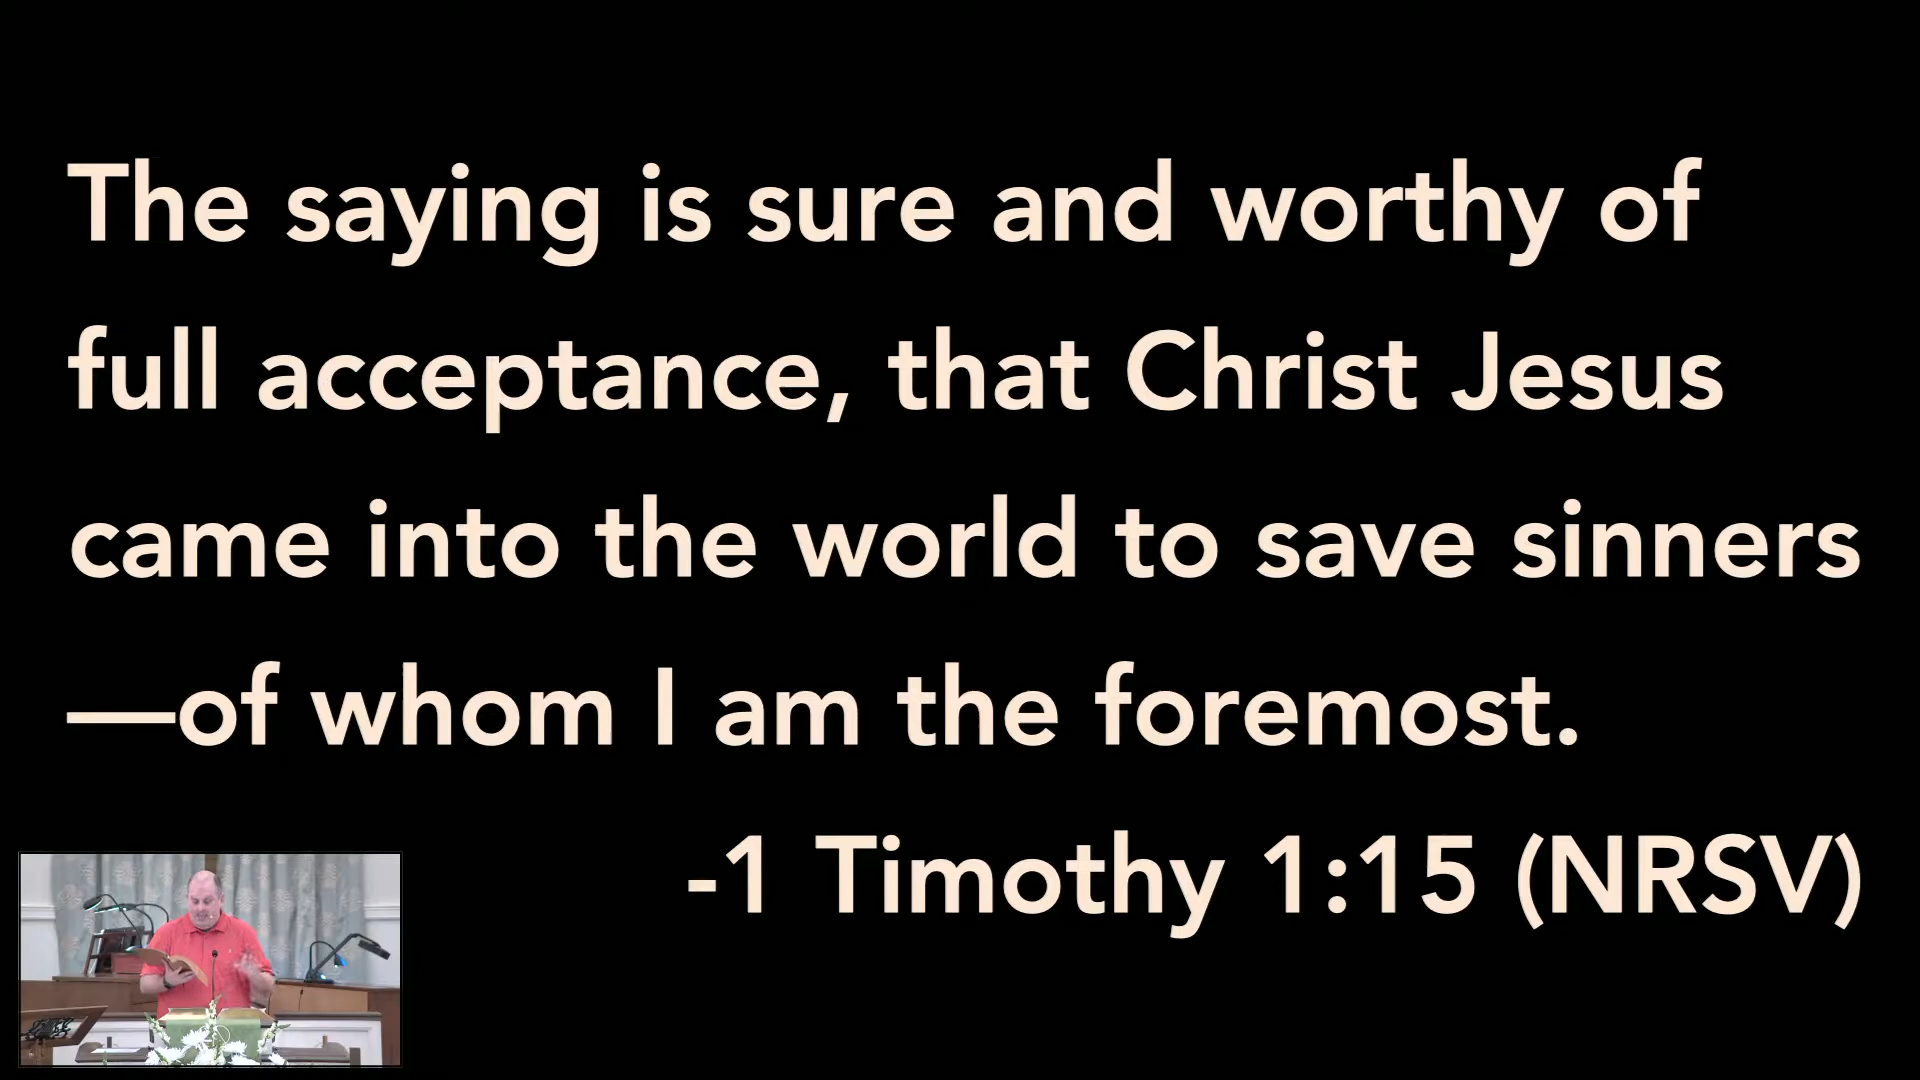 The saying is sure and worthy of
full acceptance, that Christ Jesus
came into the world to save sinners
—of whom I am the foremost.
-1 Timothy 1:15 (NRSV)